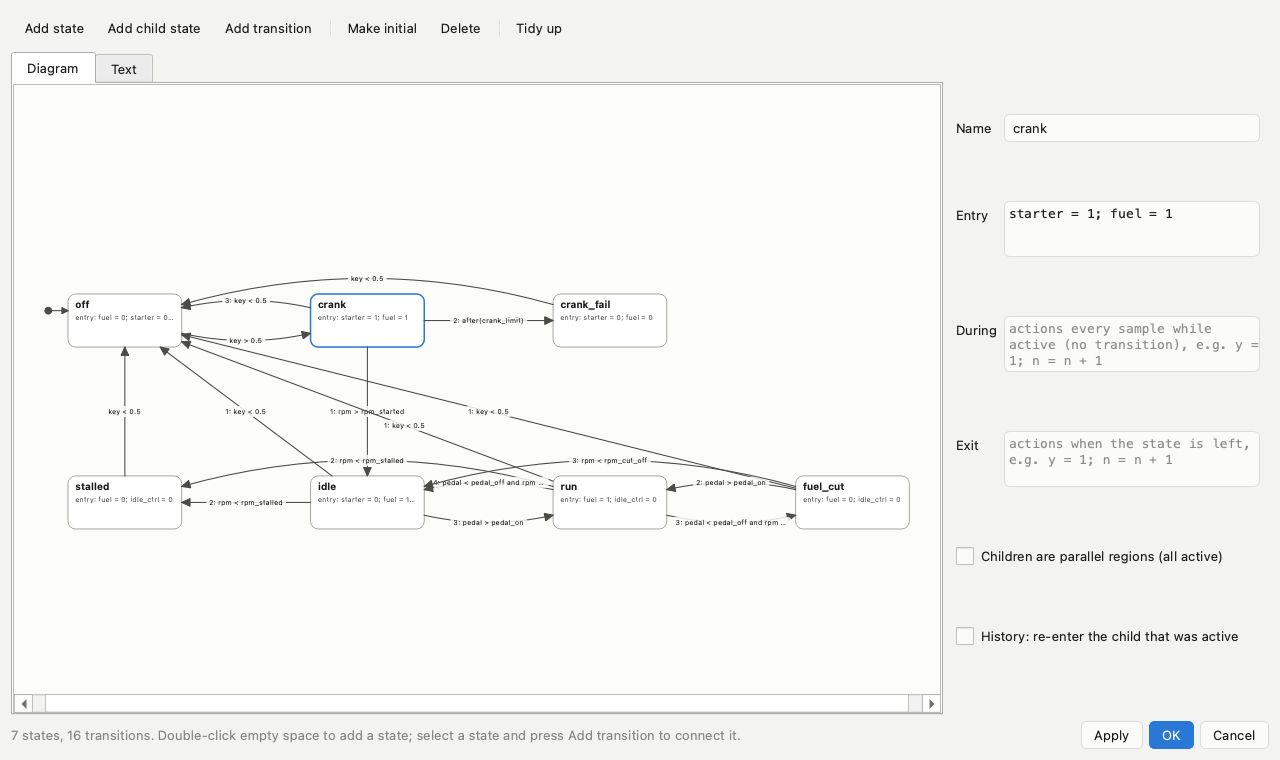 Add state Add child state Add transition Make initial Delete Tidy up
Diagram Text
Name crank
Entry starter = 1; fuel = 1
During actions every sample while
active (no transition), e.g. y =
1; n = n + 1
Exit actions when the state is left,
e.g. y = 1; n = n + 1
Children are parallel regions (all active)
History: re-enter the child that was active
key < 0.5
off
entry: fuel = 0; starter = 0...
3: key < 0.5
key > 0.5
crank
entry: starter = 1; fuel = 1
2: after(crank_limit)
crank_fail
entry: starter = 0; fuel = 0
key < 0.5
1: key < 0.5
1: rpm > rpm_started
1: key < 0.5
1: key < 0.5
2: rpm < rpm_stalled
3: rpm < rpm_cut_off
stalled
entry: fuel = 0; idle_ctrl = 0
2: rpm < rpm_stalled
idle
entry: starter = 0; fuel = 1...
4: pedal < pedal_off and rpm ...
3: pedal > pedal_on
run
entry: fuel = 1; idle_ctrl = 0
2: pedal > pedal_on
3: pedal < pedal_off and rpm ...
fuel_cut
entry: fuel = 0; idle_ctrl = 0
7 states, 16 transitions. Double-click empty space to add a state; select a state and press Add transition to connect it.
Apply OK Cancel